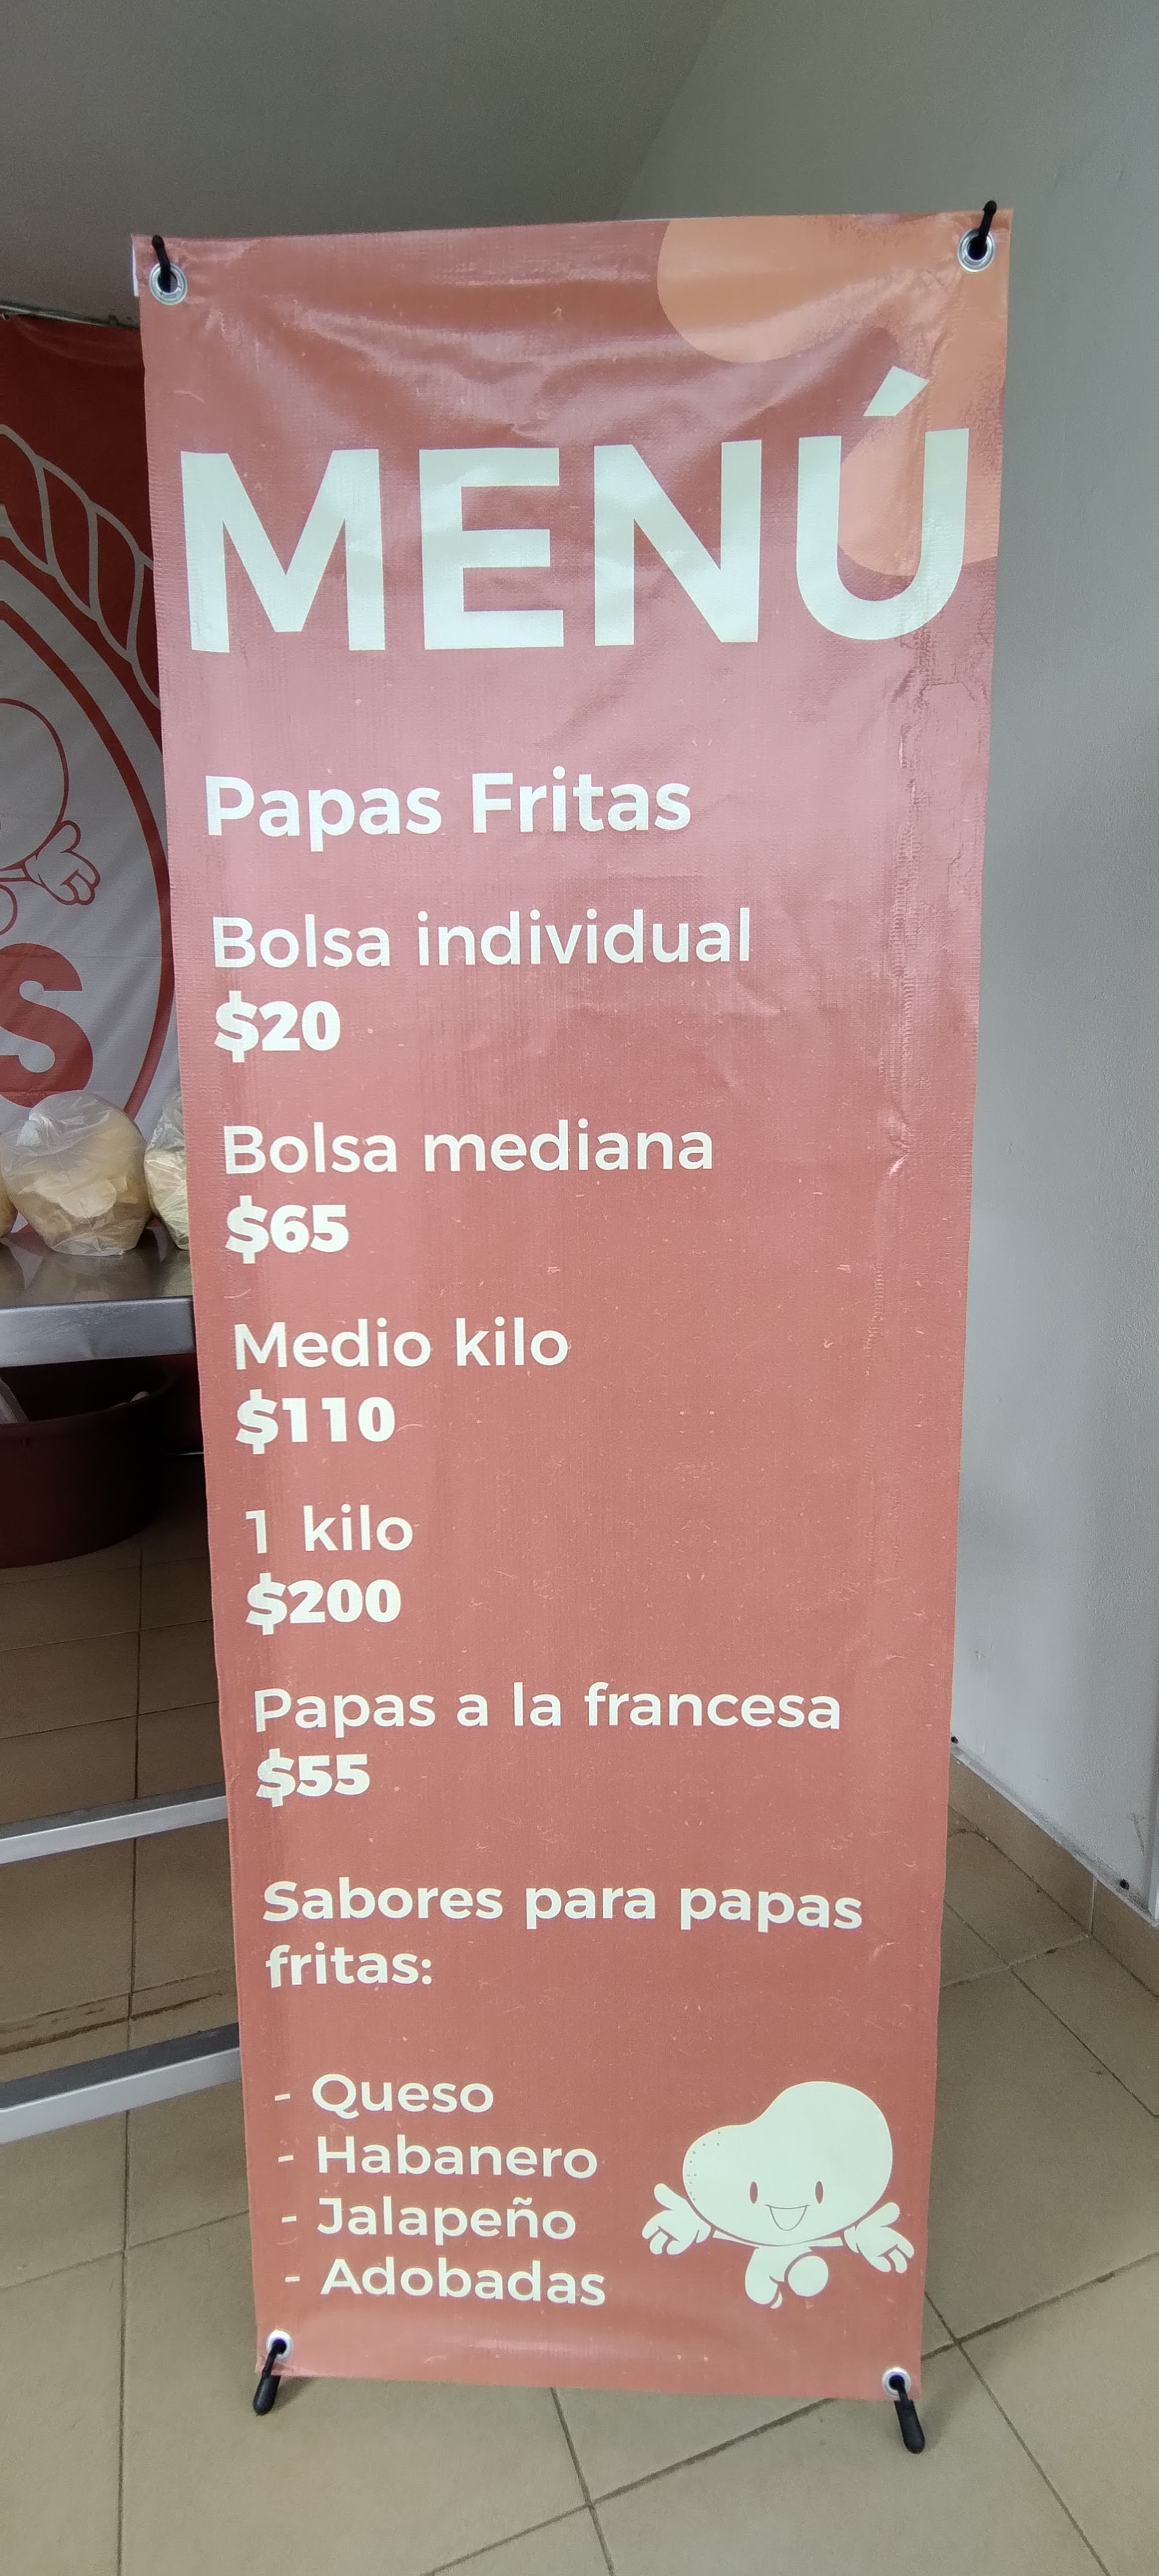 MENÚ
Papas Fritas
Bolsa individual
$20
Bolsa mediana
$65
Medio kilo
$110
1 kilo
$200
Papas a la francesa
$55
Sabores para papas
fritas:
- Queso
- Habanero
- Jalapeño
- Adobadas